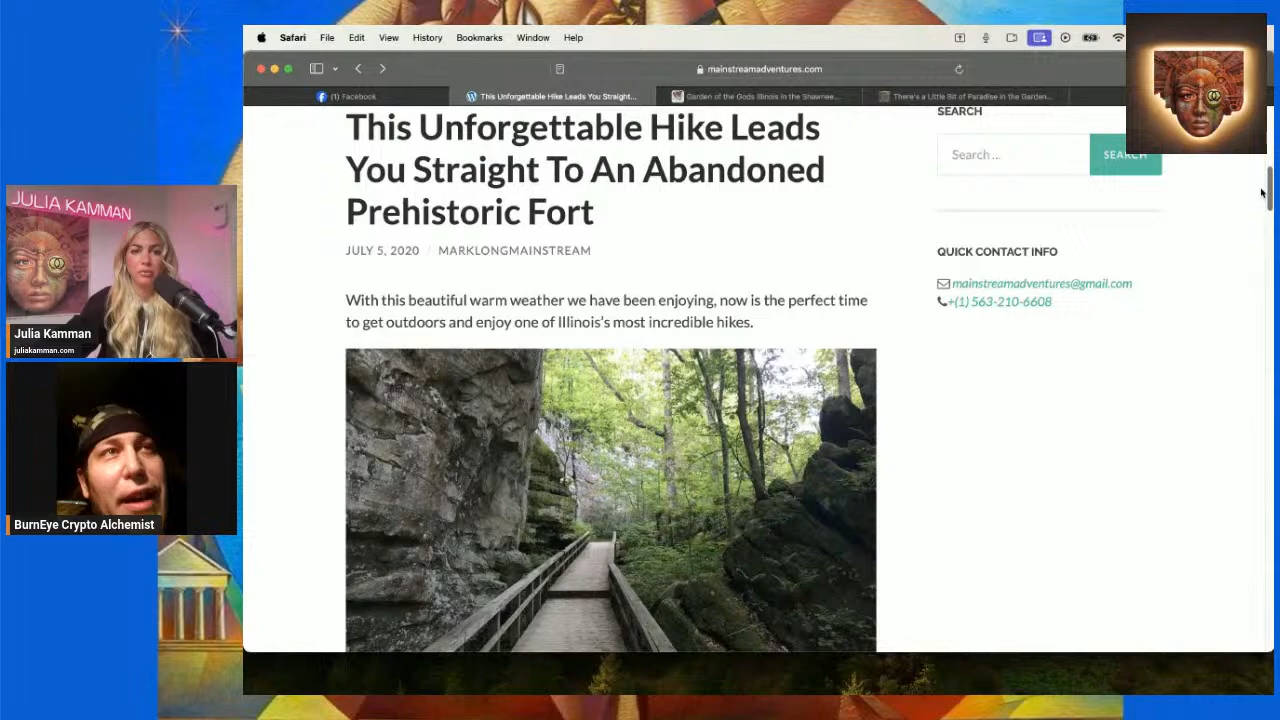 Safari File Edit View History Bookmarks Window Help
mainstreamadventures.com
(1) Facebook
This Unforgettable Hike Leads You Straight...
Garden of the Gods Illinois In the Shawnee...
There's a Little Bit of Paradise in the Garden...
This Unforgettable Hike Leads
You Straight To An Abandoned
Prehistoric Fort
JULY 5, 2020 / MARKLONGMAINSTREAM
With this beautiful warm weather we have been enjoying, now is the perfect time
to get outdoors and enjoy one of Illinois's most incredible hikes.
SEARCH
Search ...
SEARCH
QUICK CONTACT INFO
mainstreamadventures@gmail.com
+(1) 563-210-6608
JULIA KAMMAN
Julia Kamman
juliakamman.com
BurnEye Crypto Alchemist